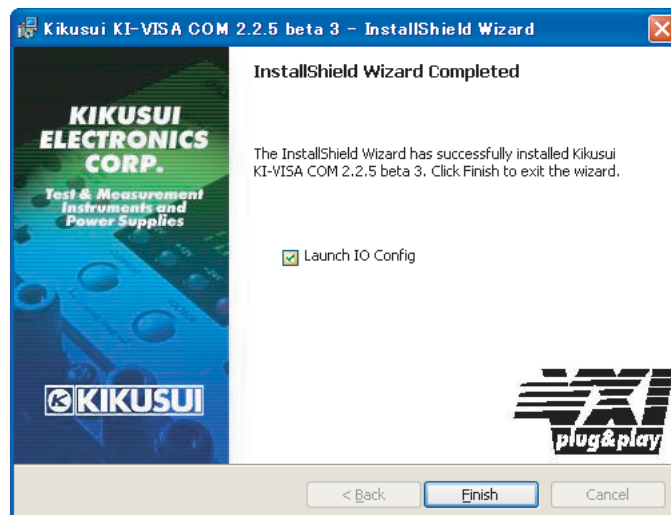 Kikusui KI-VISA COM 2.2.5 beta 3 - InstallShield Wizard
InstallShield Wizard Completed
KIKUSUI
ELECTRONICS
CORP.
Test & Measurement
Instruments and
Power Supplies
The InstallShield Wizard has successfully installed Kikusui
KI-VISA COM 2.2.5 beta 3. Click Finish to exit the wizard.
Launch IO Config
KIKUSUI
VXI
plug&play
< Back
Finish
Cancel